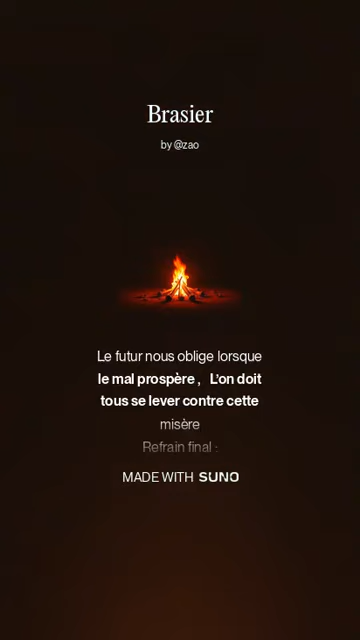 Brasier
by @zao
Le futur nous oblige lorsque
le mal prospère , L'on doit
tous se lever contre cette
misère
Refrain final :
MADE WITH SUNO